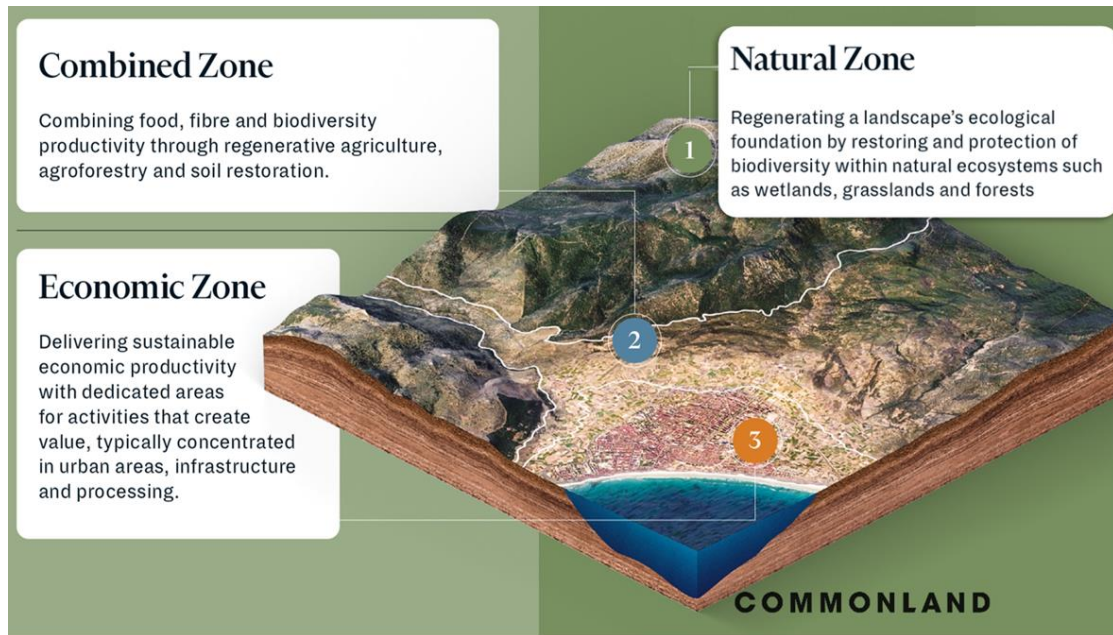 Combined Zone
Combining food, fibre and biodiversity
productivity through regenerative agriculture,
agroforestry and soil restoration.
Natural Zone
Regenerating a landscape’s ecological
foundation by restoring and protection of
biodiversity within natural ecosystems such
as wetlands, grasslands and forests
Economic Zone
Delivering sustainable
economic productivity
with dedicated areas
for activities that create
value, typically concentrated
in urban areas, infrastructure
and processing.
1
2
3
COMMONLAND